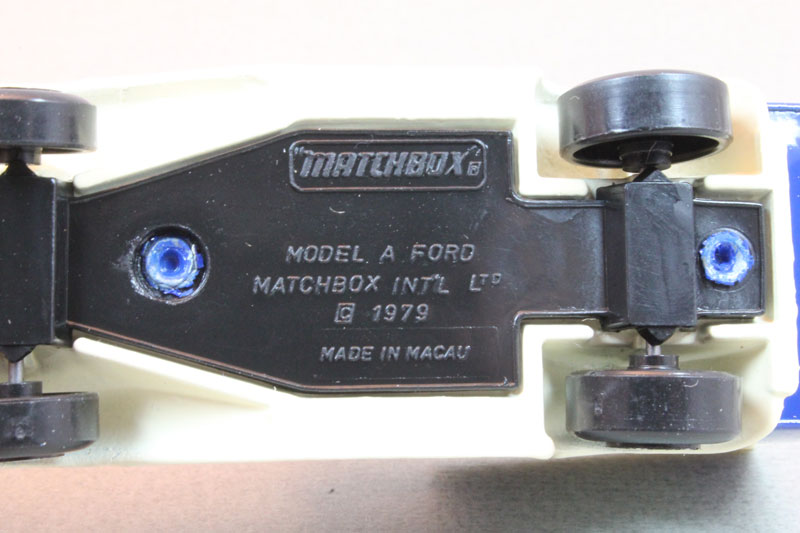 "MATCHBOX" ®
MODEL A FORD
MATCHBOX INT'L LTD
© 1979
MADE IN MACAU